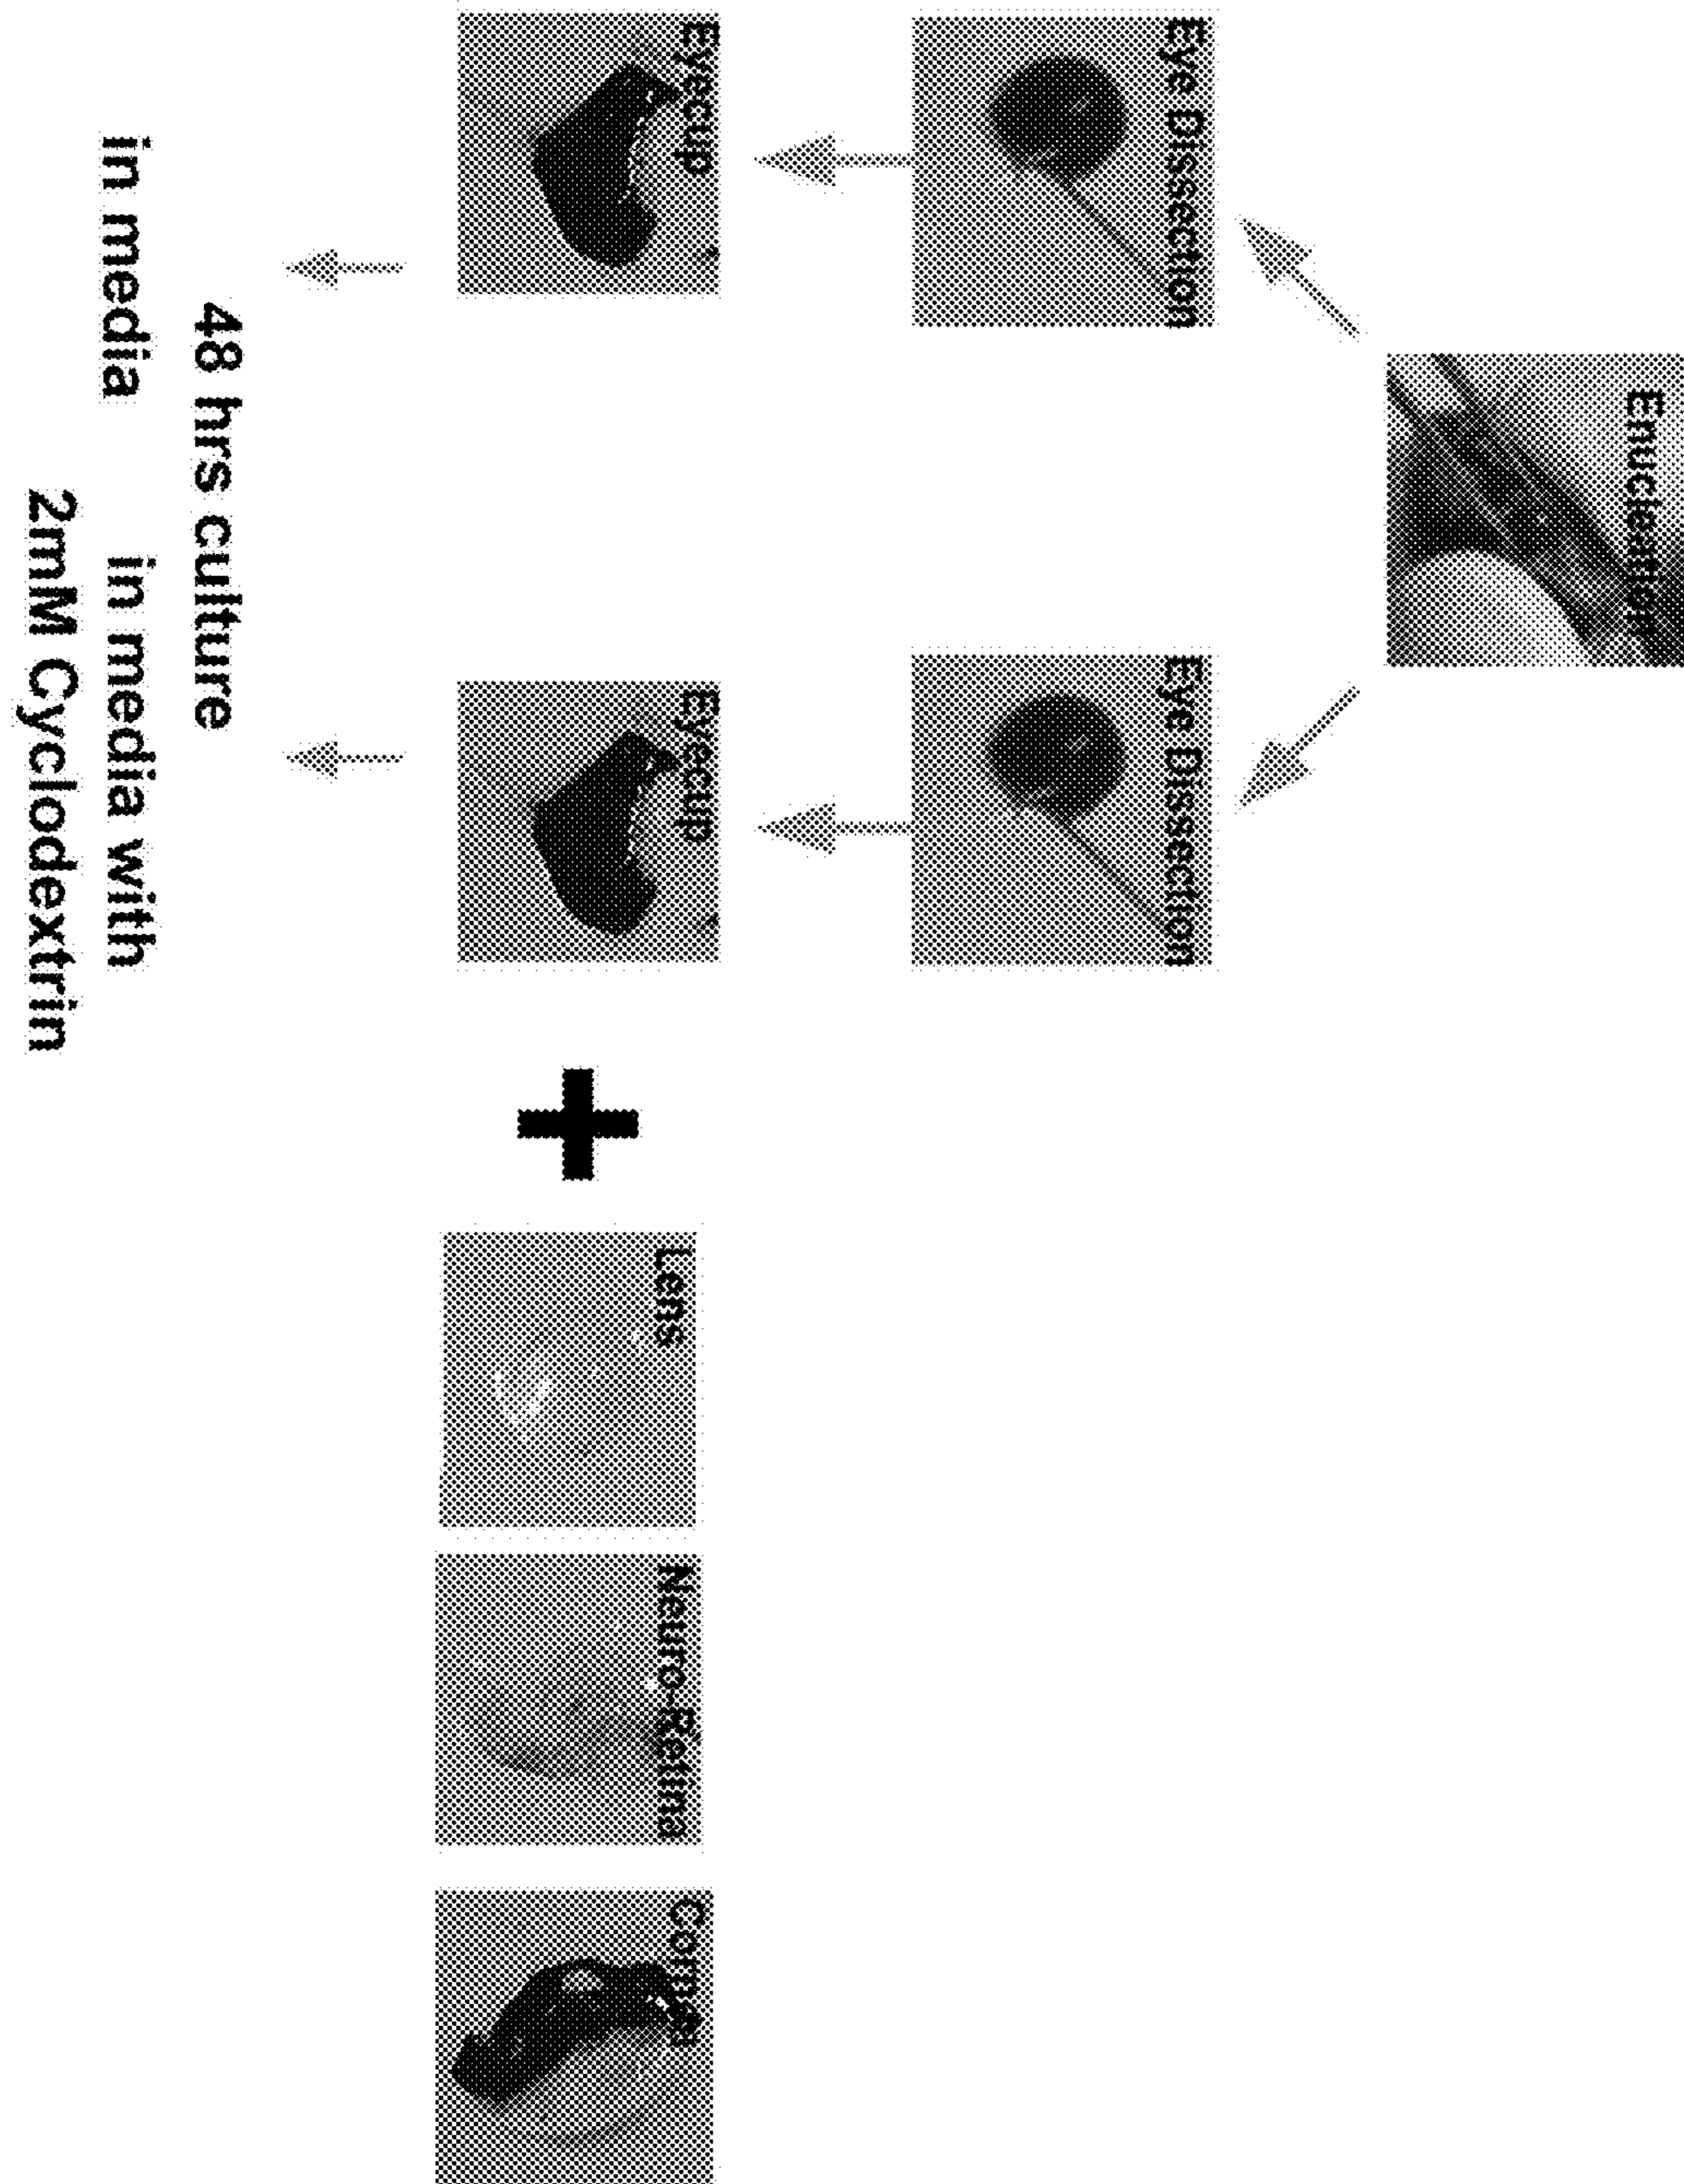 Enucleation
Eye Dissection
Eye Dissection
Eyecup
Eyecup
Lens
Neuro-Retina
Cornea
48 hrs culture
in media
in media with
2mM Cyclodextrin